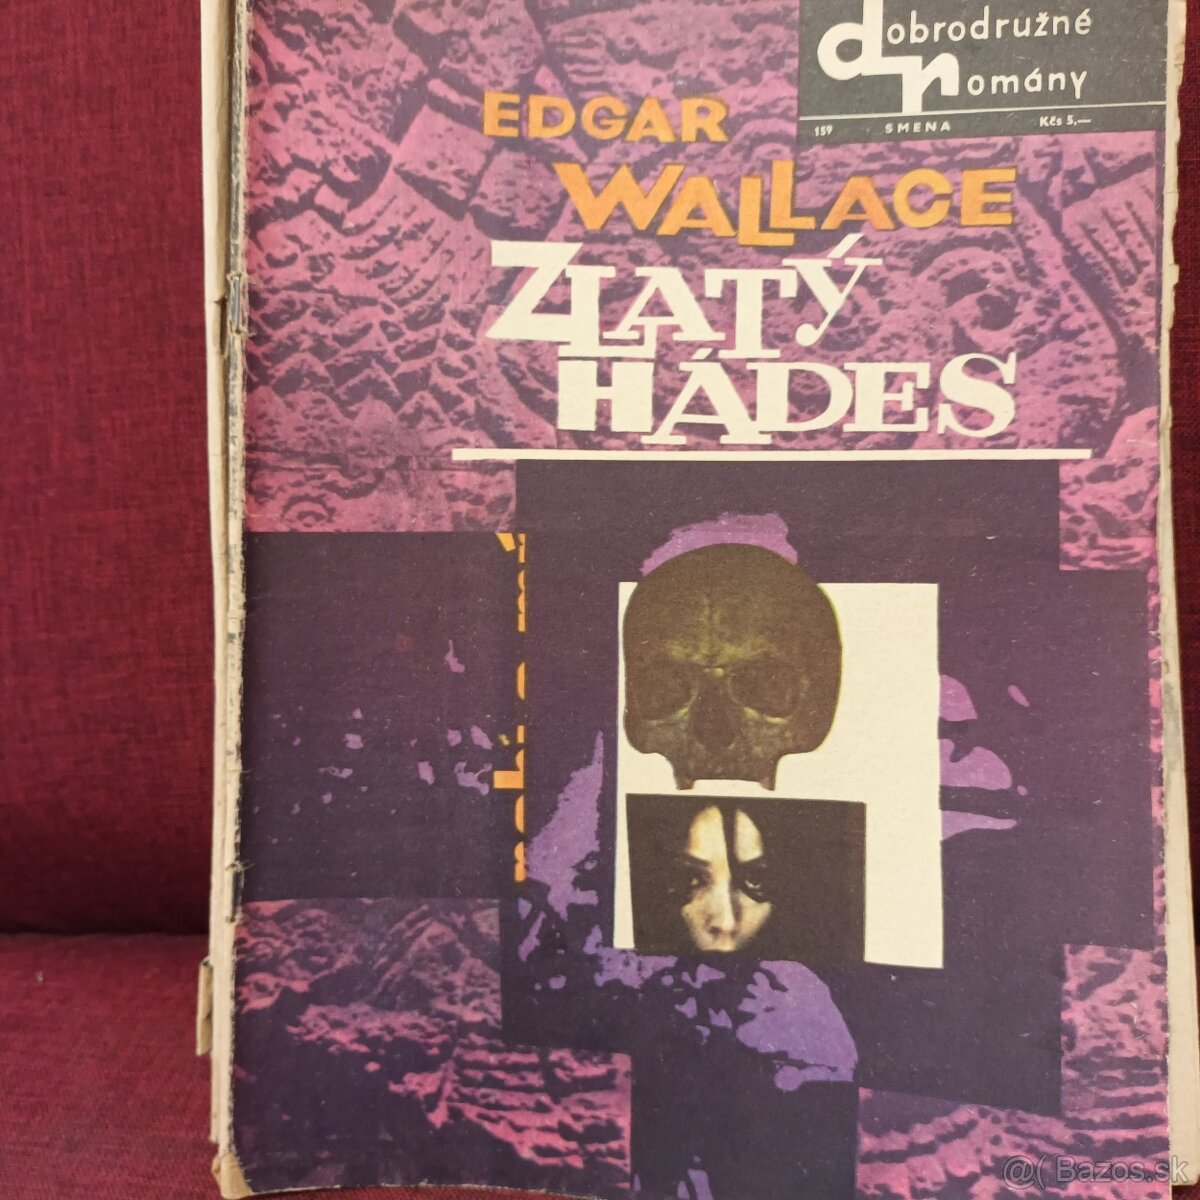 dobrodružné
romány
159 SMENA Kčs 5,—
EDGAR
WALLACE
ZLATÝ
HÁDES
@( Bazos.sk